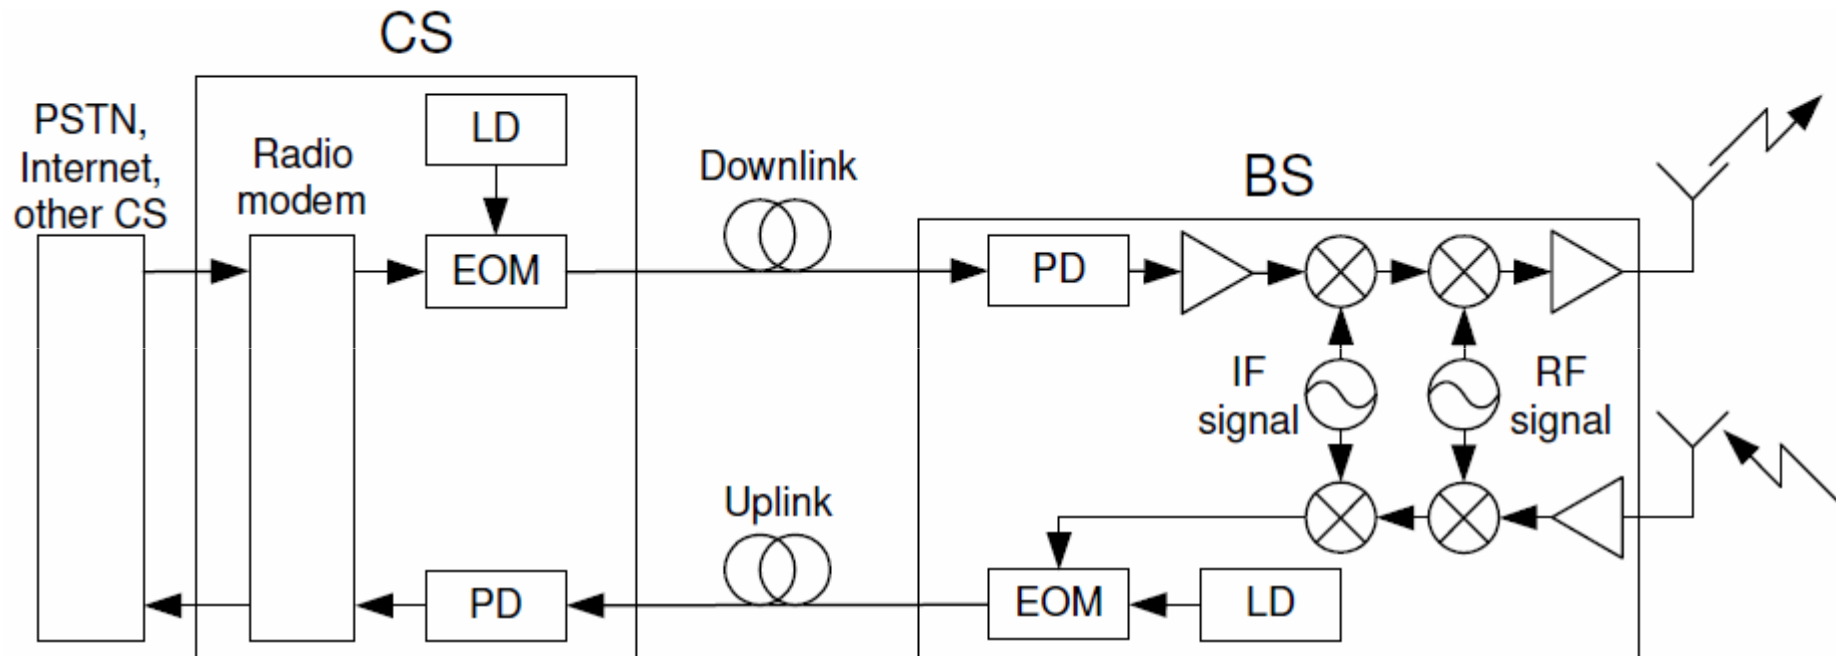 CS
PSTN,
Internet,
other CS
Radio
modem
LD
EOM
Downlink
BS
PD
IF
signal
RF
signal
Uplink
PD
EOM
LD